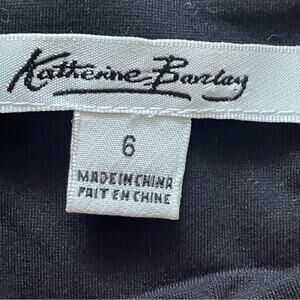 Katherine Barclay
6
MADE IN CHINA
FAIT EN CHINE